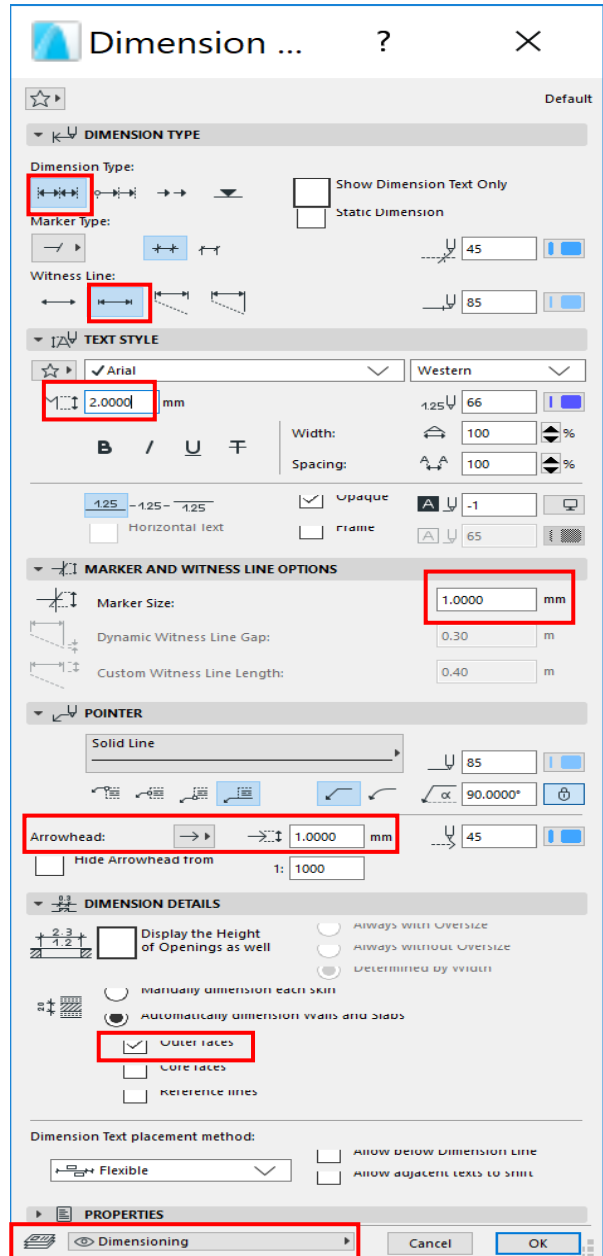 Dimension ... ? ×
Default
DIMENSION TYPE
Dimension Type:
Show Dimension Text Only
Static Dimension
Marker Type:
45
Witness Line:
85
TEXT STYLE
Arial Western
2.0000 mm 1.25 66
B I U T Width: 100 %
Spacing: A A 100 %
1.25 -1.25- 1.25 Opaque A -1
Horizontal Text Frame A 65
MARKER AND WITNESS LINE OPTIONS
Marker Size: 1.0000 mm
Dynamic Witness Line Gap: 0.30 m
Custom Witness Line Length: 0.40 m
POINTER
Solid Line
85
α 90.0000°
Arrowhead: 1.0000 mm 45
Hide Arrowhead from 1: 1000
DIMENSION DETAILS
2.3
1.2
Display the Height
of Openings as well
Always with Oversize
Always without Oversize
Determined by Width
Manually dimension each skin
Automatically dimension Walls and Slabs
Outer faces
Core faces
Reference lines
Dimension Text placement method:
Allow below Dimension Line
Flexible
Allow adjacent texts to shift
PROPERTIES
Dimensioning Cancel OK